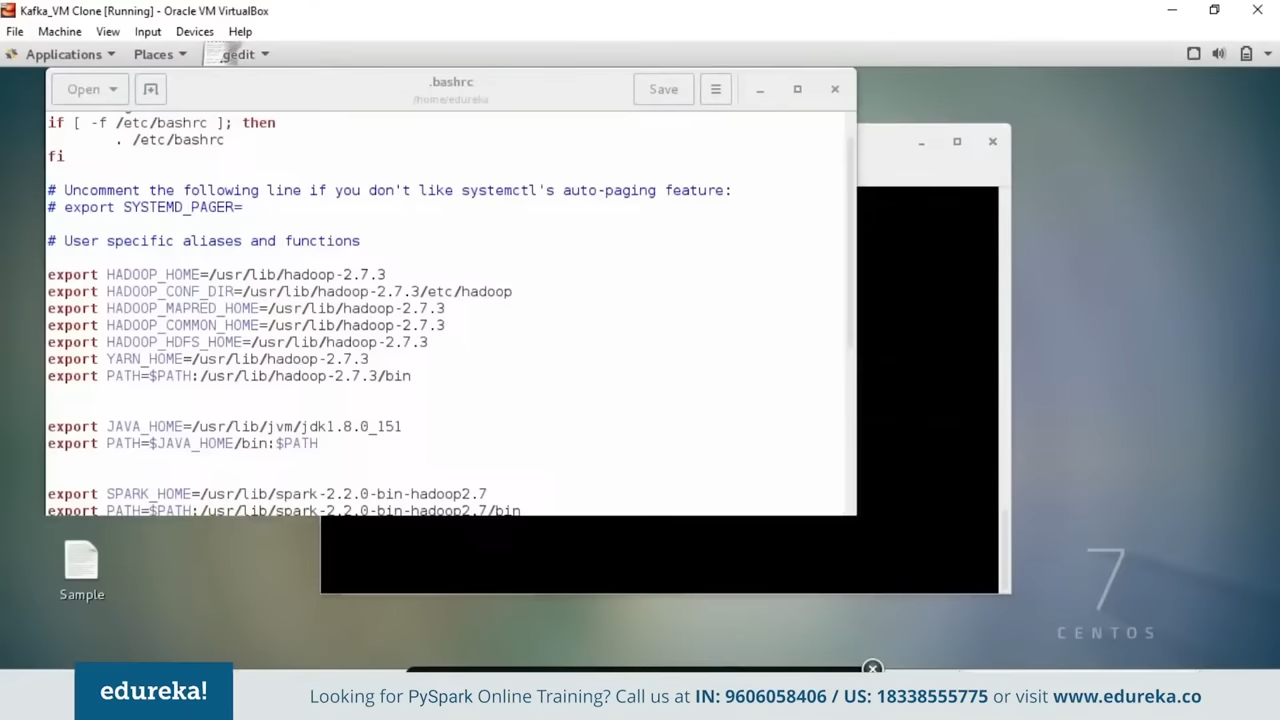 Kafka_VM Clone [Running] - Oracle VM VirtualBox
File Machine View Input Devices Help
Applications Places gedit
Open .bashrc Save
/home/edureka
if [ -f /etc/bashrc ]; then
. /etc/bashrc
fi
# Uncomment the following line if you don't like systemctl's auto-paging feature:
# export SYSTEMD_PAGER=
# User specific aliases and functions
export HADOOP_HOME=/usr/lib/hadoop-2.7.3
export HADOOP_CONF_DIR=/usr/lib/hadoop-2.7.3/etc/hadoop
export HADOOP_MAPRED_HOME=/usr/lib/hadoop-2.7.3
export HADOOP_COMMON_HOME=/usr/lib/hadoop-2.7.3
export HADOOP_HDFS_HOME=/usr/lib/hadoop-2.7.3
export YARN_HOME=/usr/lib/hadoop-2.7.3
export PATH=$PATH:/usr/lib/hadoop-2.7.3/bin
export JAVA_HOME=/usr/lib/jvm/jdk1.8.0_151
export PATH=$JAVA_HOME/bin:$PATH
export SPARK_HOME=/usr/lib/spark-2.2.0-bin-hadoop2.7
export PATH=$PATH:/usr/lib/spark-2.2.0-bin-hadoop2.7/bin
Sample
7
CENTOS
edureka!
Looking for PySpark Online Training? Call us at IN: 9606058406 / US: 18338555775 or visit www.edureka.co